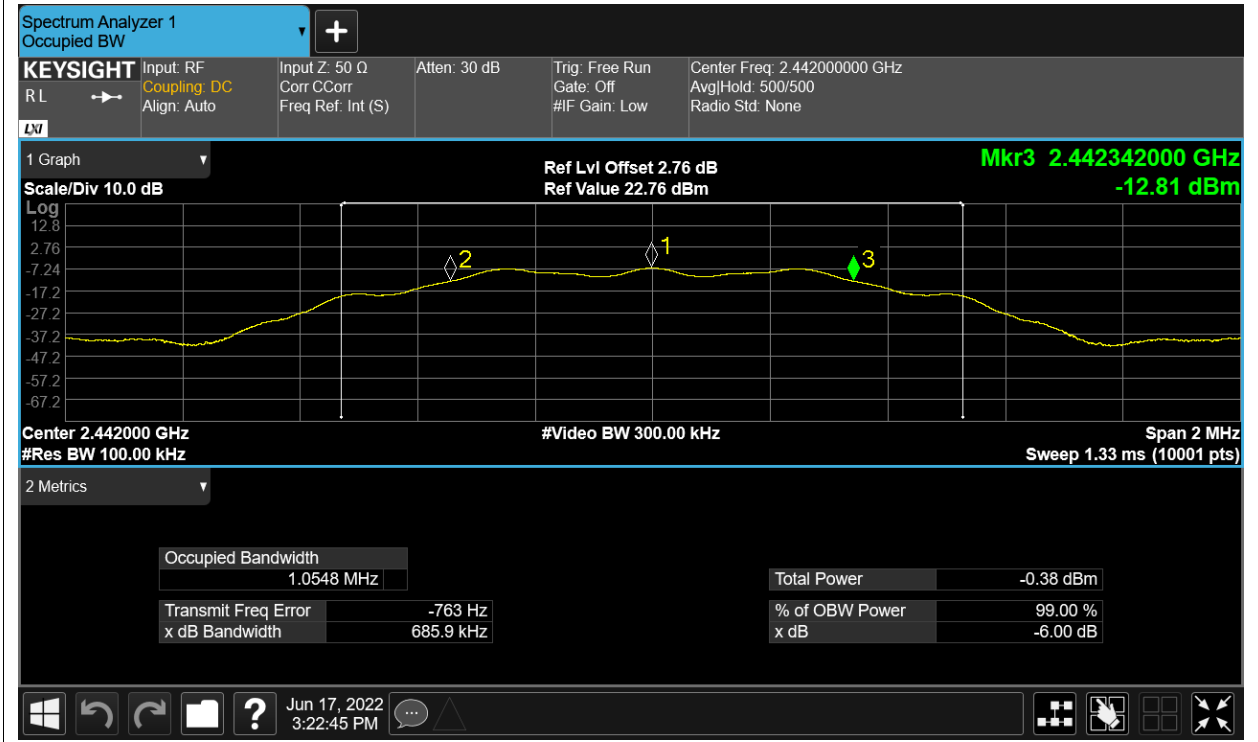 Spectrum Analyzer 1
Occupied BW
+
KEYSIGHT Input: RF Input Z: 50 Ω Atten: 30 dB Trig: Free Run Center Freq: 2.442000000 GHz
RL Coupling: DC Corr CCorr Gate: Off Avg|Hold: 500/500
Align: Auto Freq Ref: Int (S) #IF Gain: Low Radio Std: None
LXI
1 Graph Ref Lvl Offset 2.76 dB Mkr3 2.442342000 GHz
Scale/Div 10.0 dB Ref Value 22.76 dBm -12.81 dBm
Log
12.8
2.76
-7.24
-17.2
-27.2
-37.2
-47.2
-57.2
-67.2
2 1 3
Center 2.442000 GHz #Video BW 300.00 kHz Span 2 MHz
#Res BW 100.00 kHz Sweep 1.33 ms (10001 pts)
2 Metrics
Occupied Bandwidth
1.0548 MHz Total Power -0.38 dBm
Transmit Freq Error -763 Hz % of OBW Power 99.00 %
x dB Bandwidth 685.9 kHz x dB -6.00 dB
? Jun 17, 2022
3:22:45 PM